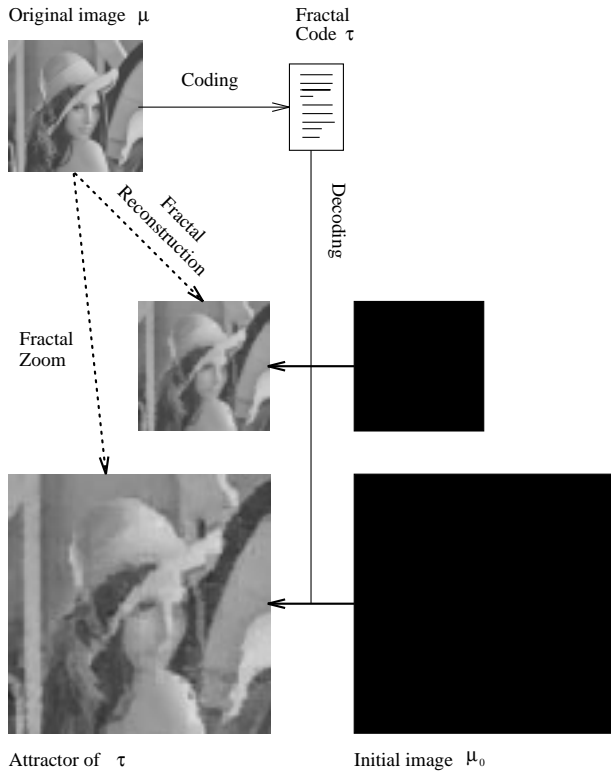 Original image μ
Fractal
Code τ
Coding
Fractal
Reconstruction
Decoding
Fractal
Zoom
Attractor of τ
Initial image μ₀